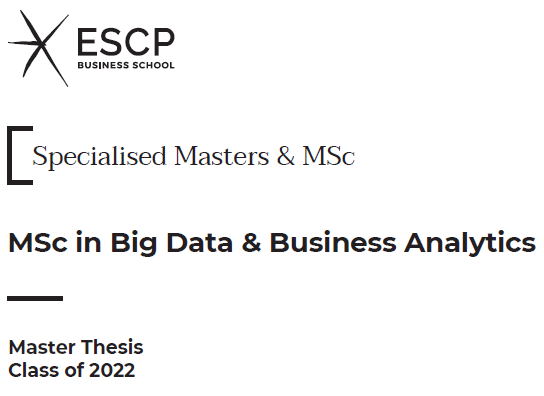 ESCP
BUSINESS SCHOOL
Specialised Masters & MSc
MSc in Big Data & Business Analytics
Master Thesis
Class of 2022